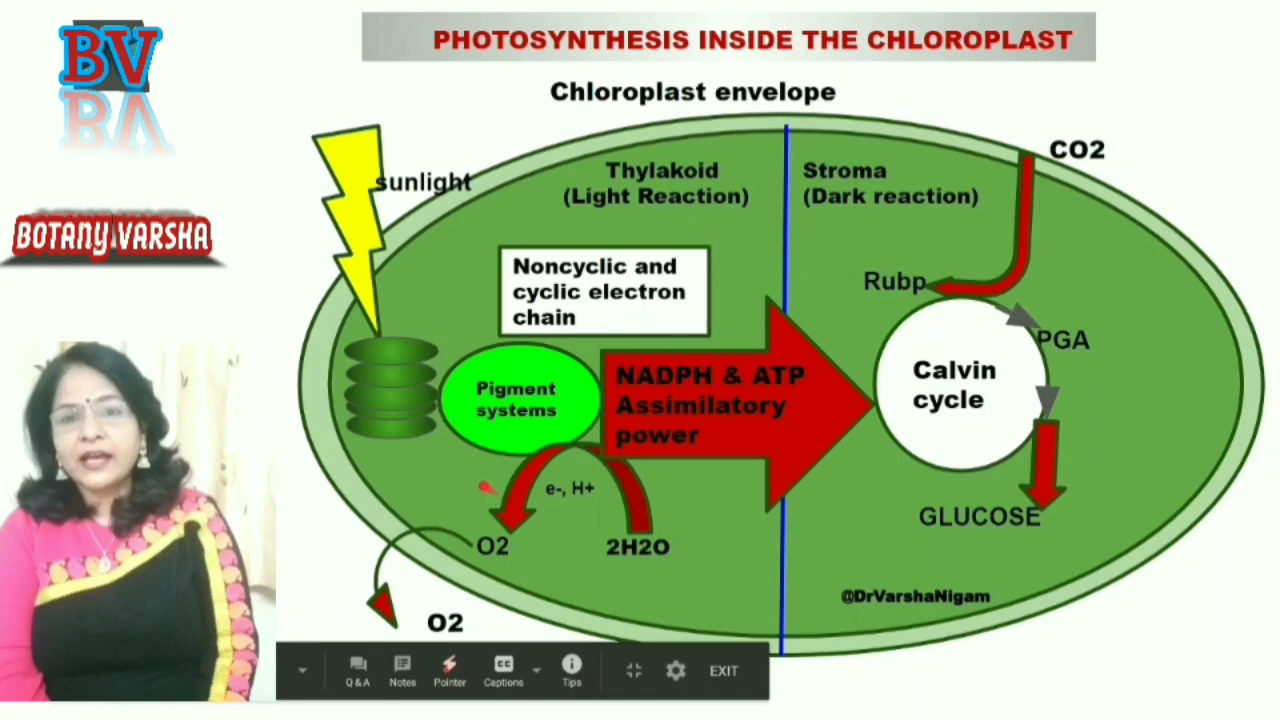 BV
BOTANY VARSHA
PHOTOSYNTHESIS INSIDE THE CHLOROPLAST
Chloroplast envelope
sunlight
Thylakoid
(Light Reaction)
Stroma
(Dark reaction)
CO2
Noncyclic and
cyclic electron
chain
Rubp
PGA
Pigment
systems
NADPH & ATP
Assimilatory
power
Calvin
cycle
e-, H+
O2
2H2O
GLUCOSE
@DrVarshaNigam
O2
Q & A
Notes
Pointer
CC
Captions
Tips
EXIT